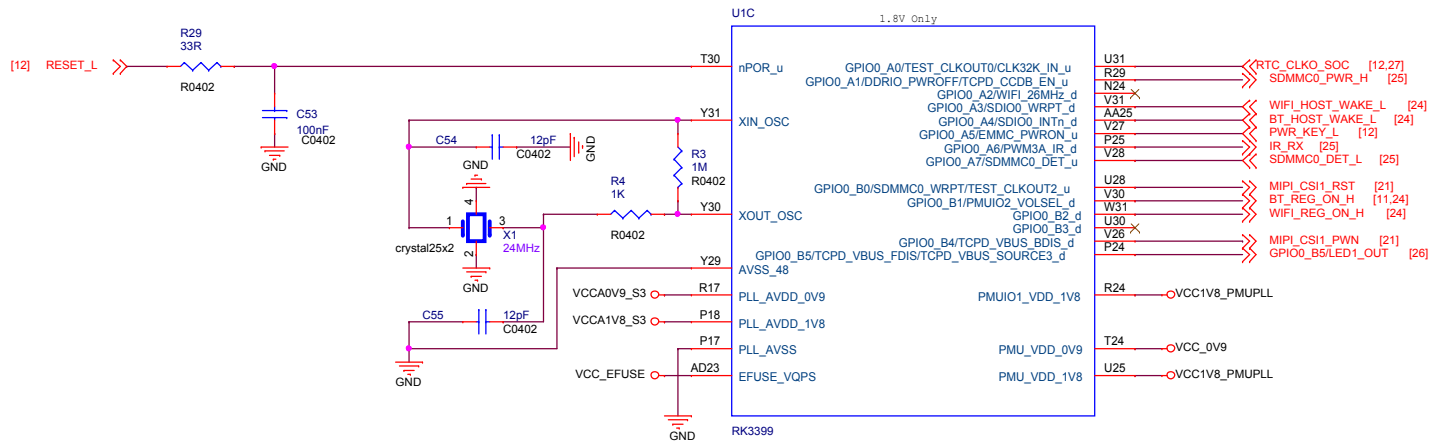 U1C
1.8V Only
R29
33R
[12] RESET_L
R0402
C53
100nF
C0402
GND
T30 nPOR_u
Y31 XIN_OSC
C54 12pF
C0402
GND
GND
R3
1M
R0402
R4
1K
R0402
Y30 XOUT_OSC
4
1 3
X1
24MHz
crystal25x2
2
GND
Y29 AVSS_48
VCCA0V9_S3 R17 PLL_AVDD_0V9
C55 12pF
C0402
VCCA1V8_S3 P18 PLL_AVDD_1V8
P17 PLL_AVSS
GND
VCC_EFUSE AD23 EFUSE_VQPS
GND
RK3399
GPIO0_A0/TEST_CLKOUT0/CLK32K_IN_u U31 RTC_CLKO_SOC [12,27]
GPIO0_A1/DDRIO_PWROFF/TCPD_CCDB_EN_u R29 SDMMC0_PWR_H [25]
GPIO0_A2/WIFI_26MHz_d N24
GPIO0_A3/SDIO0_WRPT_d V31 WIFI_HOST_WAKE_L [24]
GPIO0_A4/SDIO0_INTn_d AA25 BT_HOST_WAKE_L [24]
GPIO0_A5/EMMC_PWRON_u V27 PWR_KEY_L [12]
GPIO0_A6/PWM3A_IR_d P25 IR_RX [25]
GPIO0_A7/SDMMC0_DET_u V28 SDMMC0_DET_L [25]
GPIO0_B0/SDMMC0_WRPT/TEST_CLKOUT2_u U28 MIPI_CSI1_RST [21]
GPIO0_B1/PMUIO2_VOLSEL_d V30 BT_REG_ON_H [11,24]
GPIO0_B2_d W31 WIFI_REG_ON_H [24]
GPIO0_B3_d U30
GPIO0_B4/TCPD_VBUS_BDIS_d V26 MIPI_CSI1_PWN [21]
GPIO0_B5/TCPD_VBUS_FDIS/TCPD_VBUS_SOURCE3_d P24 GPIO0_B5/LED1_OUT [26]
PMUIO1_VDD_1V8 R24 VCC1V8_PMUPLL
PMU_VDD_0V9 T24 VCC_0V9
PMU_VDD_1V8 U25 VCC1V8_PMUPLL